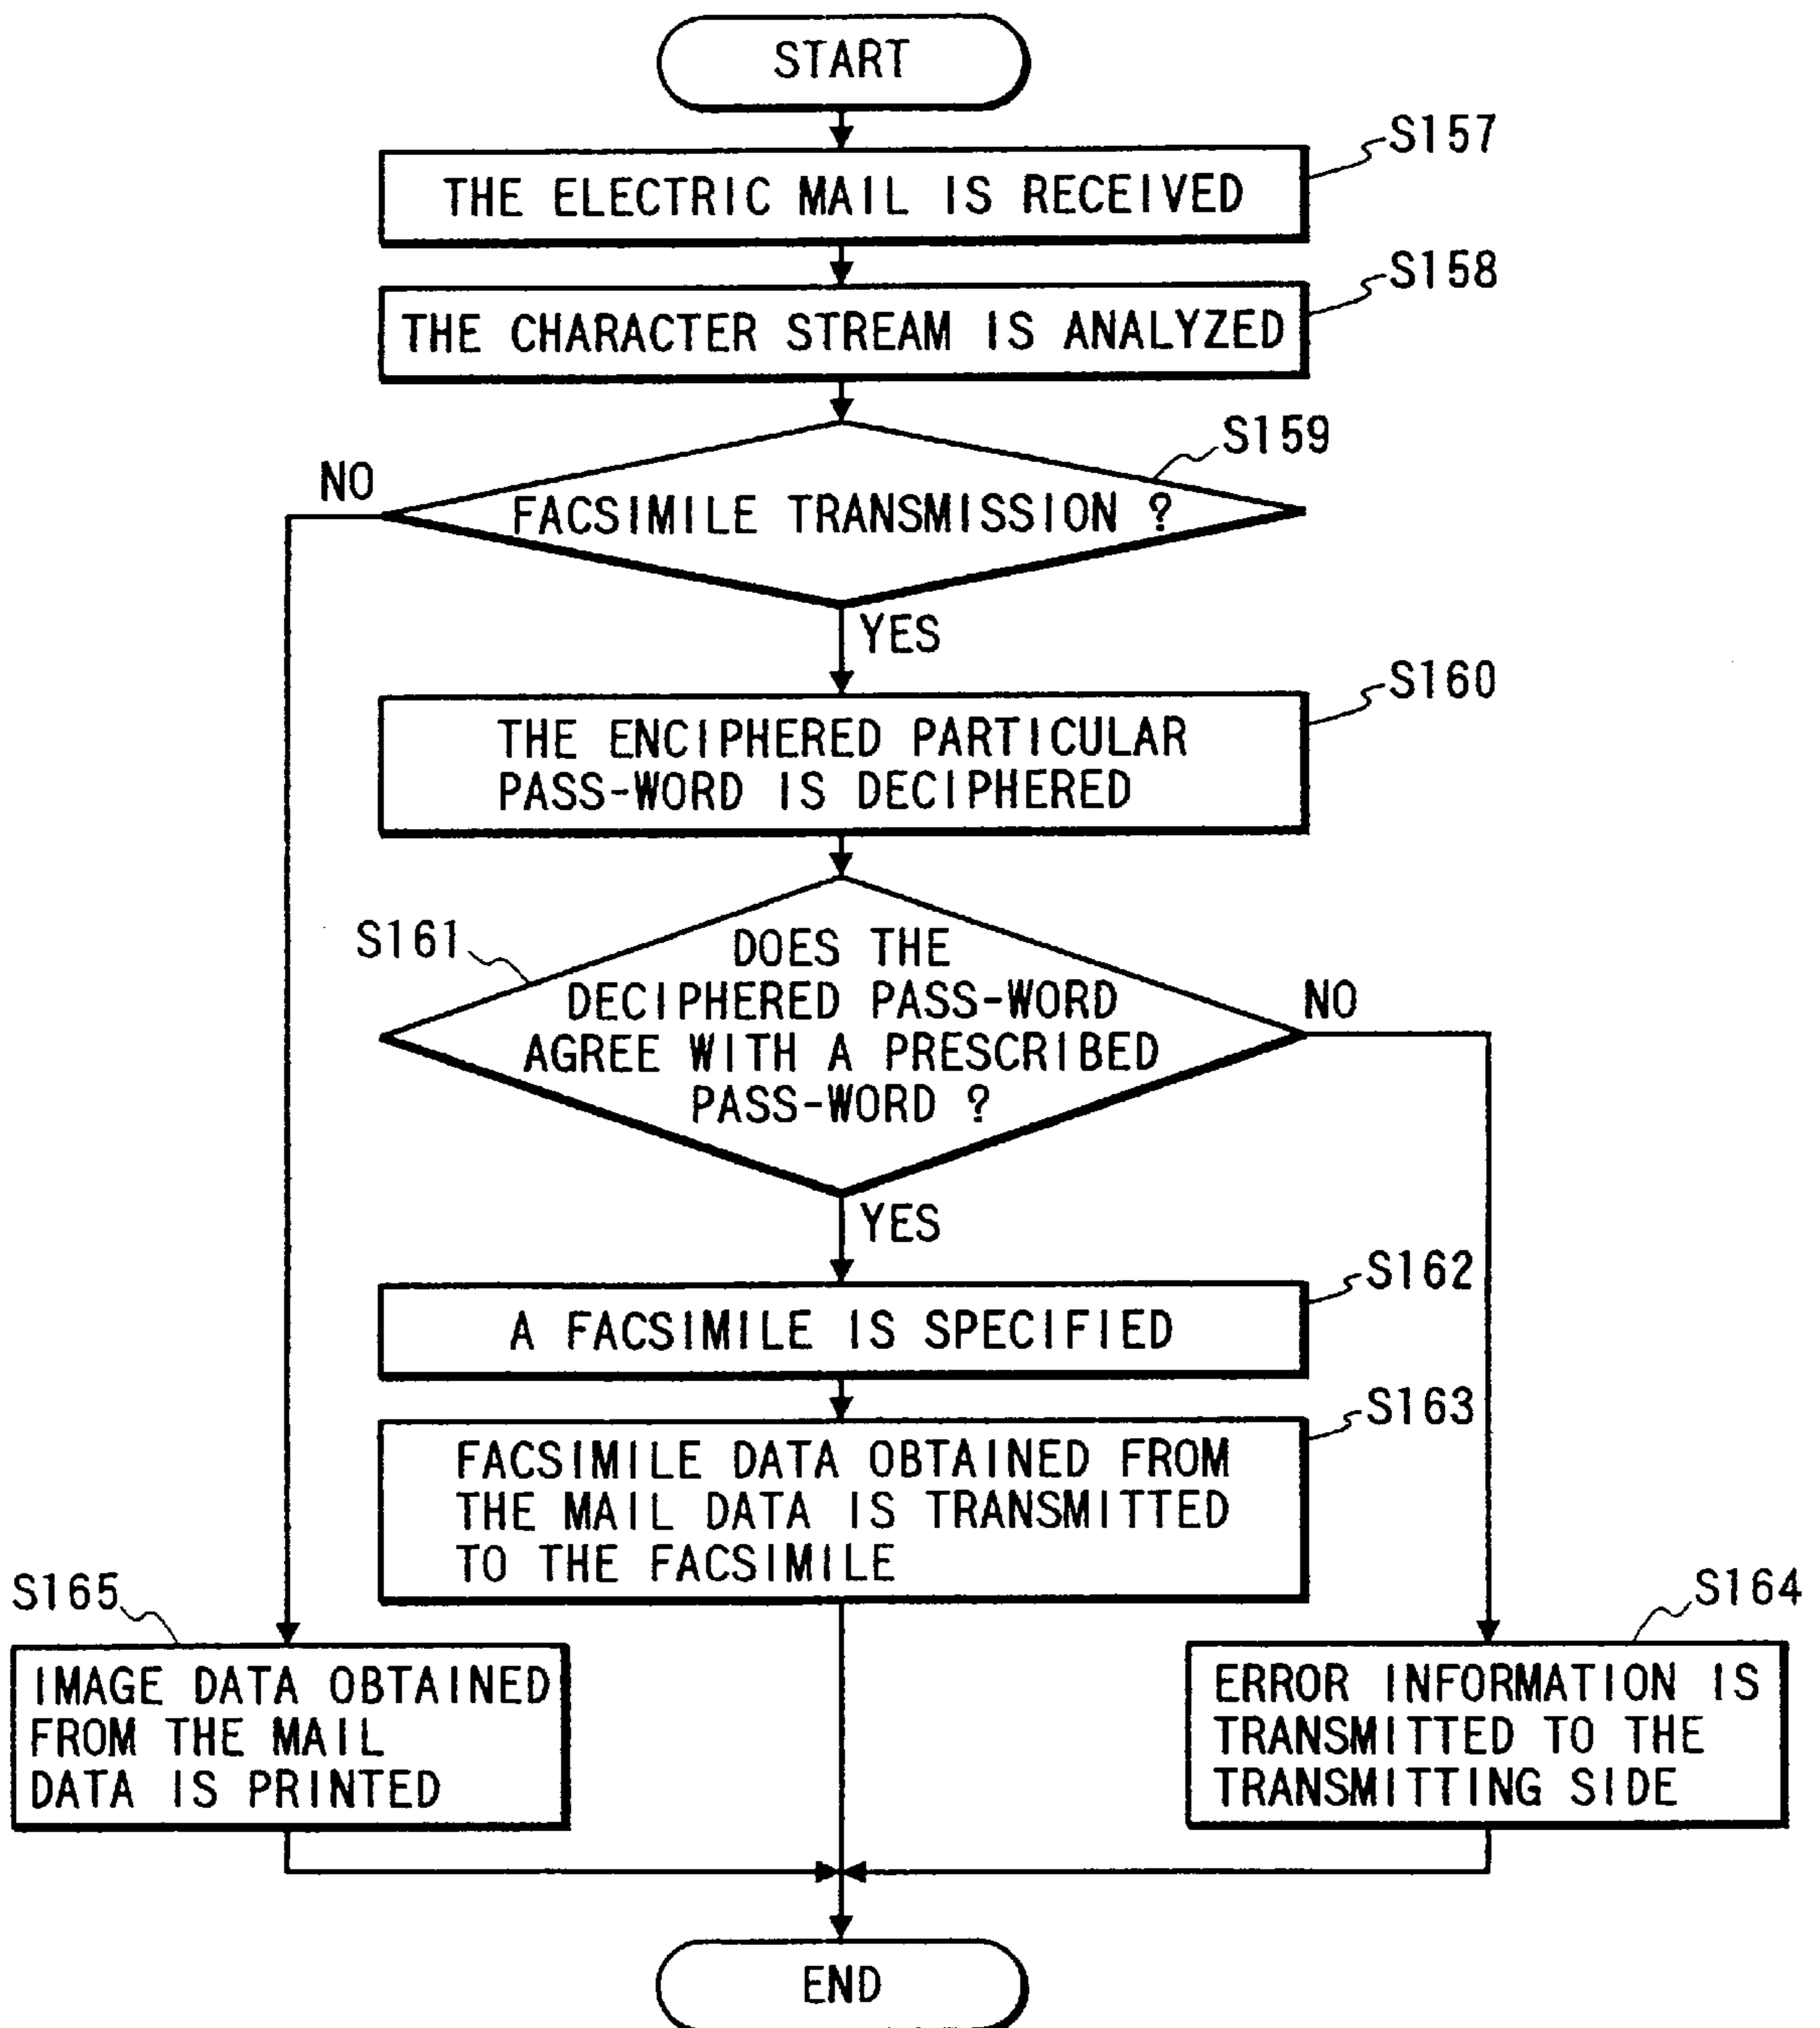 START
S157
THE ELECTRIC MAIL IS RECEIVED
S158
THE CHARACTER STREAM IS ANALYZED
S159
NO
FACSIMILE TRANSMISSION ?
YES
S160
THE ENCIPHERED PARTICULAR
PASS-WORD IS DECIPHERED
S161
DOES THE
DECIPHERED PASS-WORD
AGREE WITH A PRESCRIBED
PASS-WORD ?
NO
YES
S162
A FACSIMILE IS SPECIFIED
S163
FACSIMILE DATA OBTAINED FROM
THE MAIL DATA IS TRANSMITTED
TO THE FACSIMILE
S165
IMAGE DATA OBTAINED
FROM THE MAIL
DATA IS PRINTED
S164
ERROR INFORMATION IS
TRANSMITTED TO THE
TRANSMITTING SIDE
END